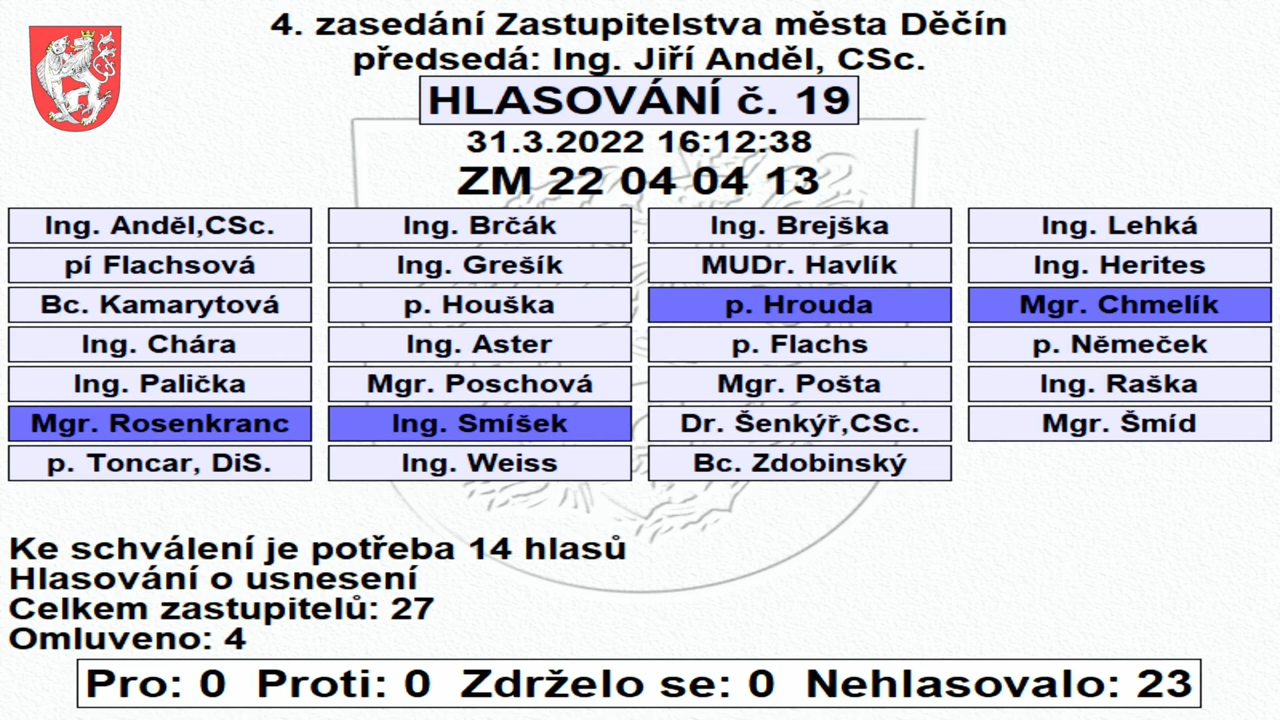 4. zasedání Zastupitelstva města Děčín
předsedá: Ing. Jiří Anděl, CSc.
HLASOVÁNÍ č. 19
31.3.2022 16:12:38
ZM 22 04 04 13
Ing. Anděl,CSc. Ing. Brčák Ing. Brejška Ing. Lehká
pí Flachsová Ing. Grešík MUDr. Havlík Ing. Herites
Bc. Kamarytová p. Houška p. Hrouda Mgr. Chmelík
Ing. Chára Ing. Aster p. Flachs p. Němeček
Ing. Palička Mgr. Poschová Mgr. Pošta Ing. Raška
Mgr. Rosenkranc Ing. Smíšek Dr. Šenkýř,CSc. Mgr. Šmíd
p. Toncar, DiS. Ing. Weiss Bc. Zdobinský
Ke schválení je potřeba 14 hlasů
Hlasování o usnesení
Celkem zastupitelů: 27
Omluveno: 4
Pro: 0 Proti: 0 Zdrželo se: 0 Nehlasovalo: 23